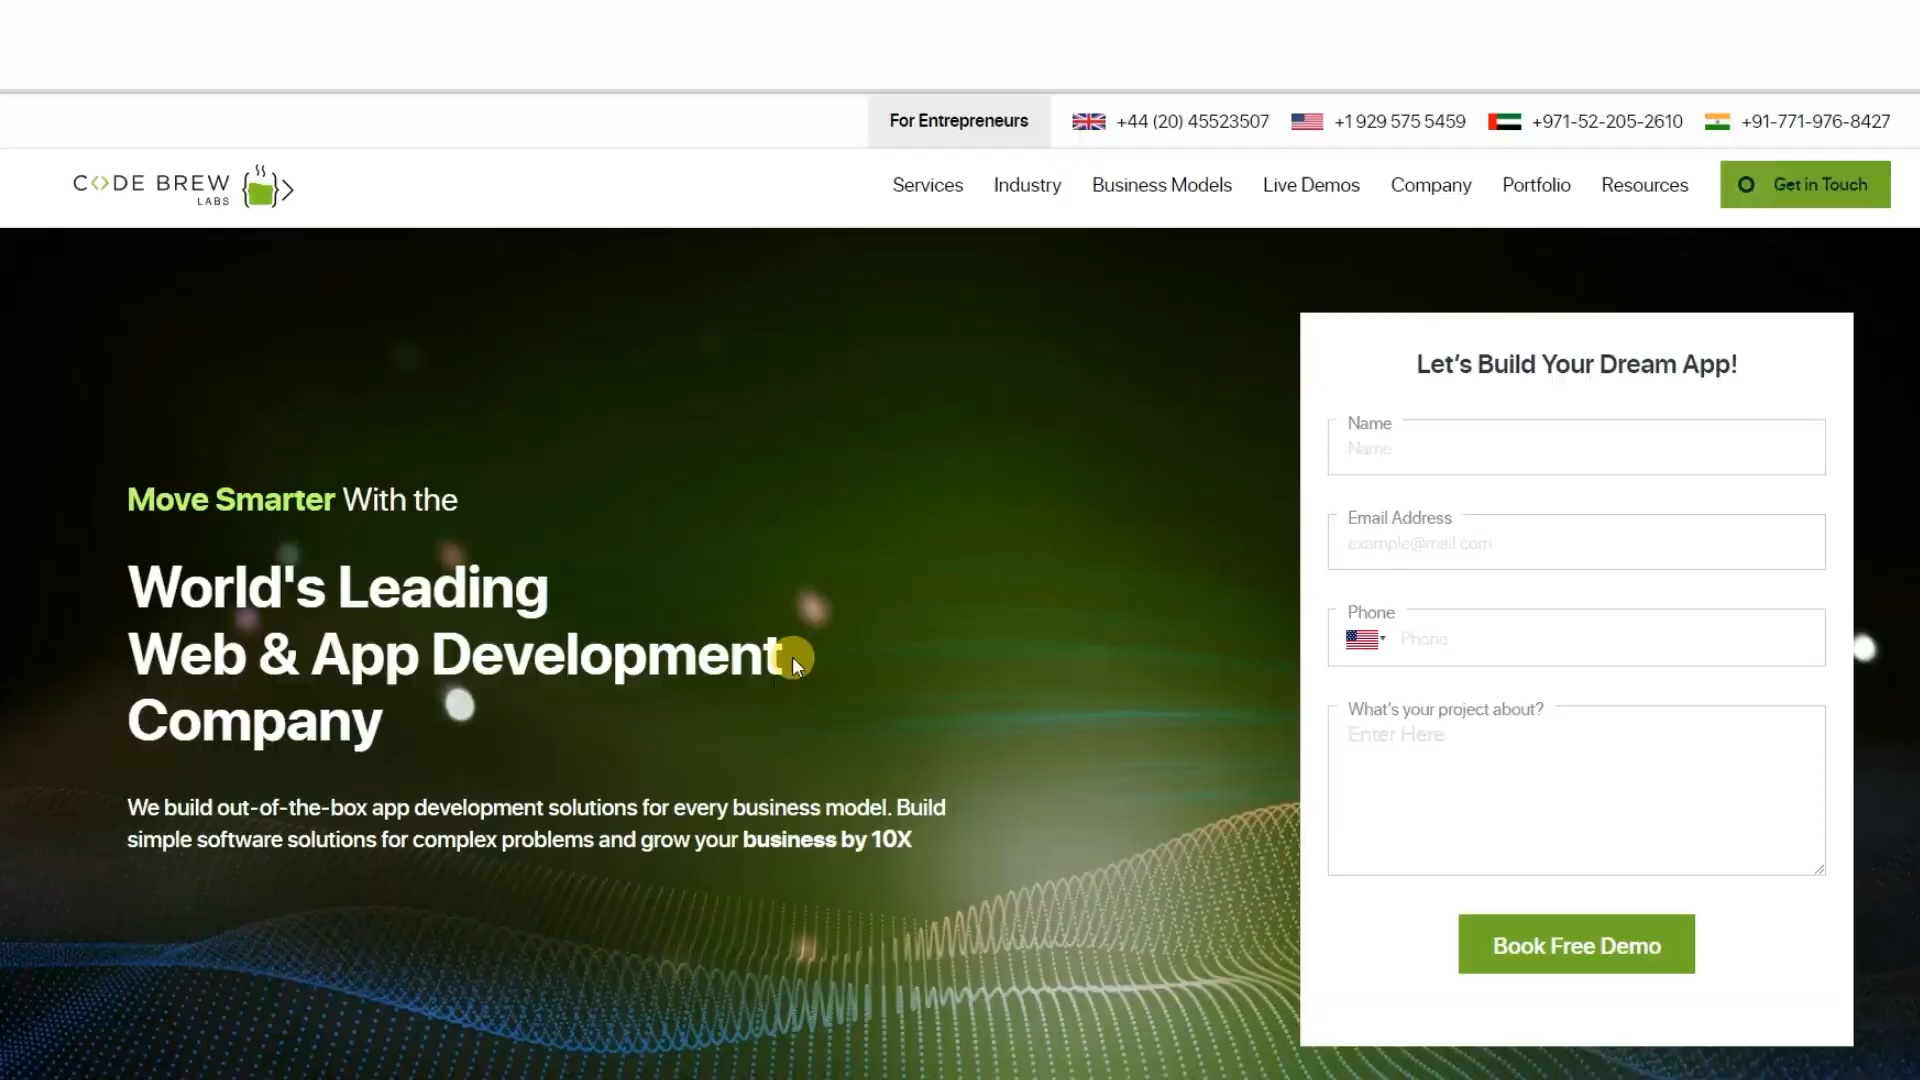 For Entrepreneurs
+44 (20) 45523507
+1 929 575 5459
+971-52-205-2610
+91-771-976-8427
C<>DE BREW
LABS
Services
Industry
Business Models
Live Demos
Company
Portfolio
Resources
Get in Touch
Move Smarter With the
World's Leading
Web & App Development
Company
We build out-of-the-box app development solutions for every business model. Build
simple software solutions for complex problems and grow your business by 10X
Let’s Build Your Dream App!
Name
Name
Email Address
example@mail.com
Phone
Phone
What’s your project about?
Enter Here
Book Free Demo